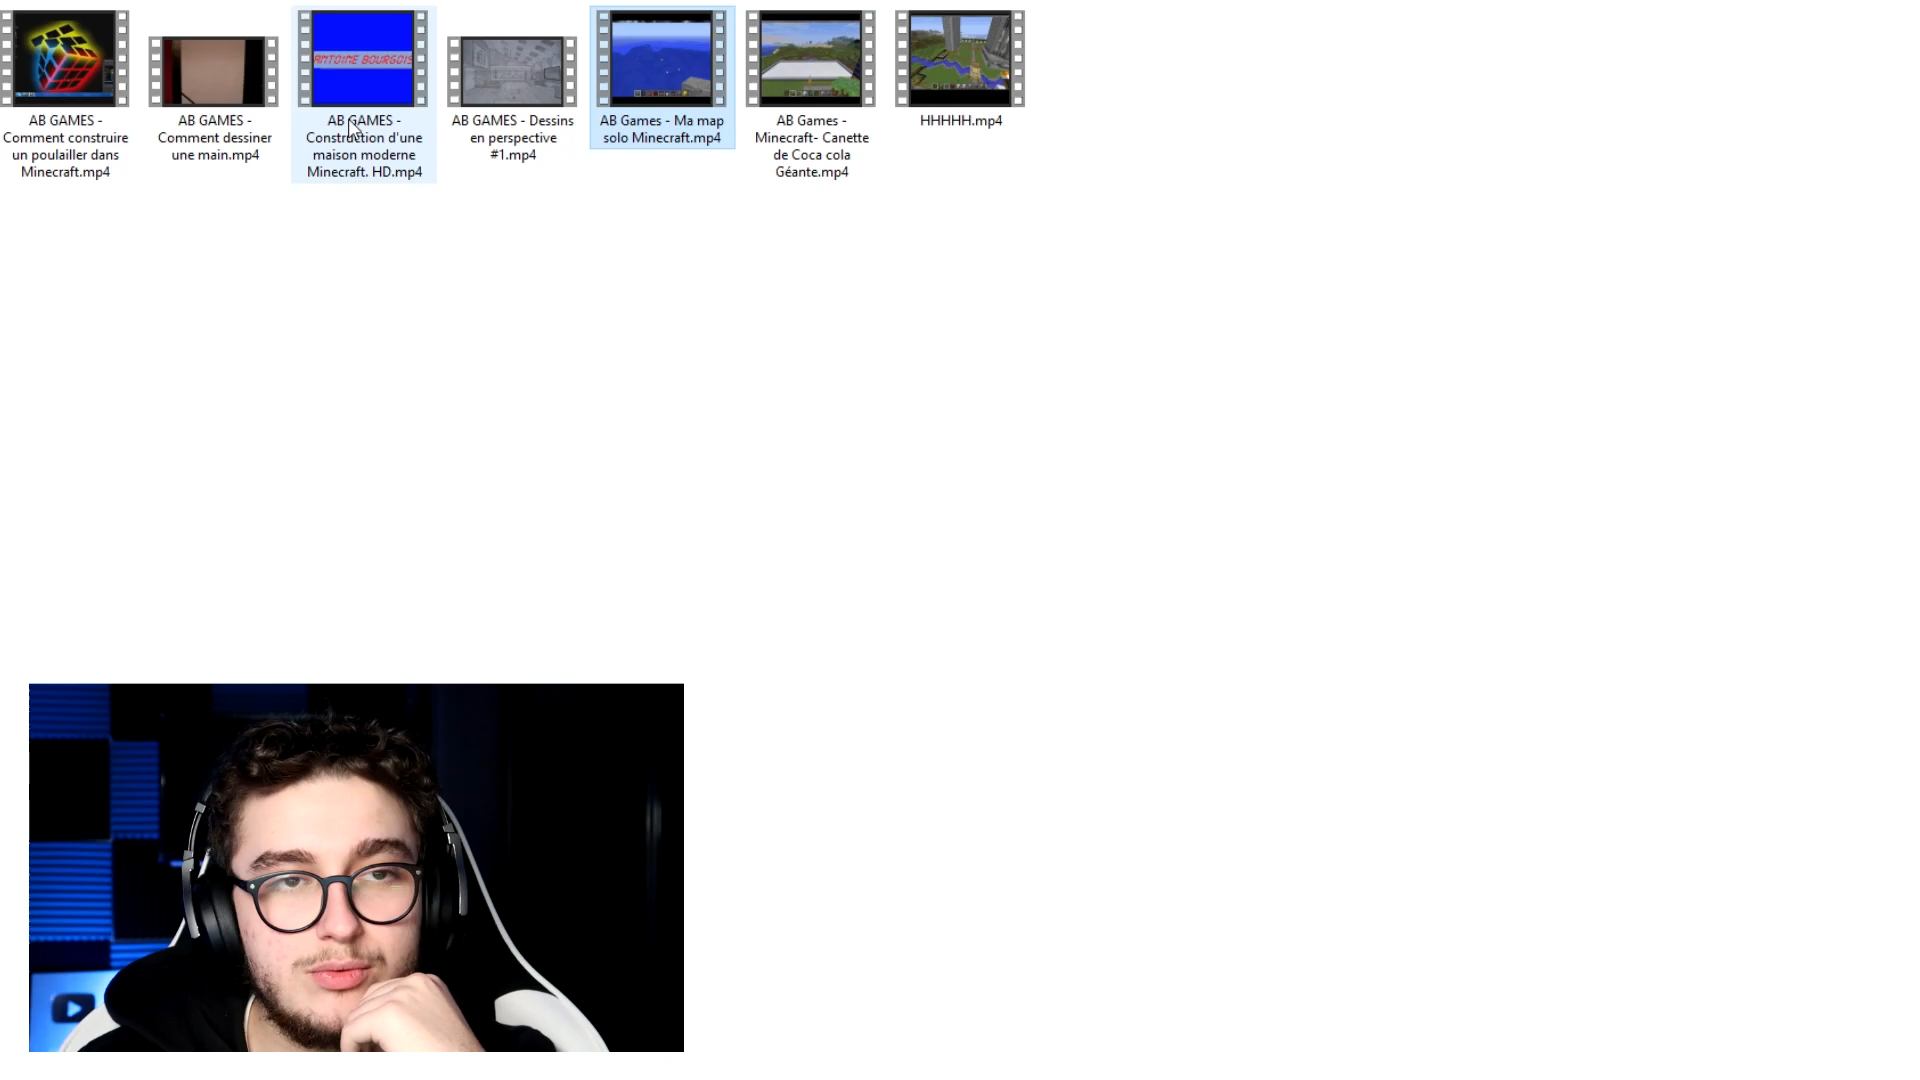 ANTOINE BOURGOIS
AB GAMES -
Comment construire
un poulailler dans
Minecraft.mp4
AB GAMES -
Comment dessiner
une main.mp4
AB GAMES -
Construction d'une
maison moderne
Minecraft. HD.mp4
AB GAMES - Dessins
en perspective
#1.mp4
AB Games - Ma map
solo Minecraft.mp4
AB Games -
Minecraft- Canette
de Coca cola
Géante.mp4
HHHHH.mp4